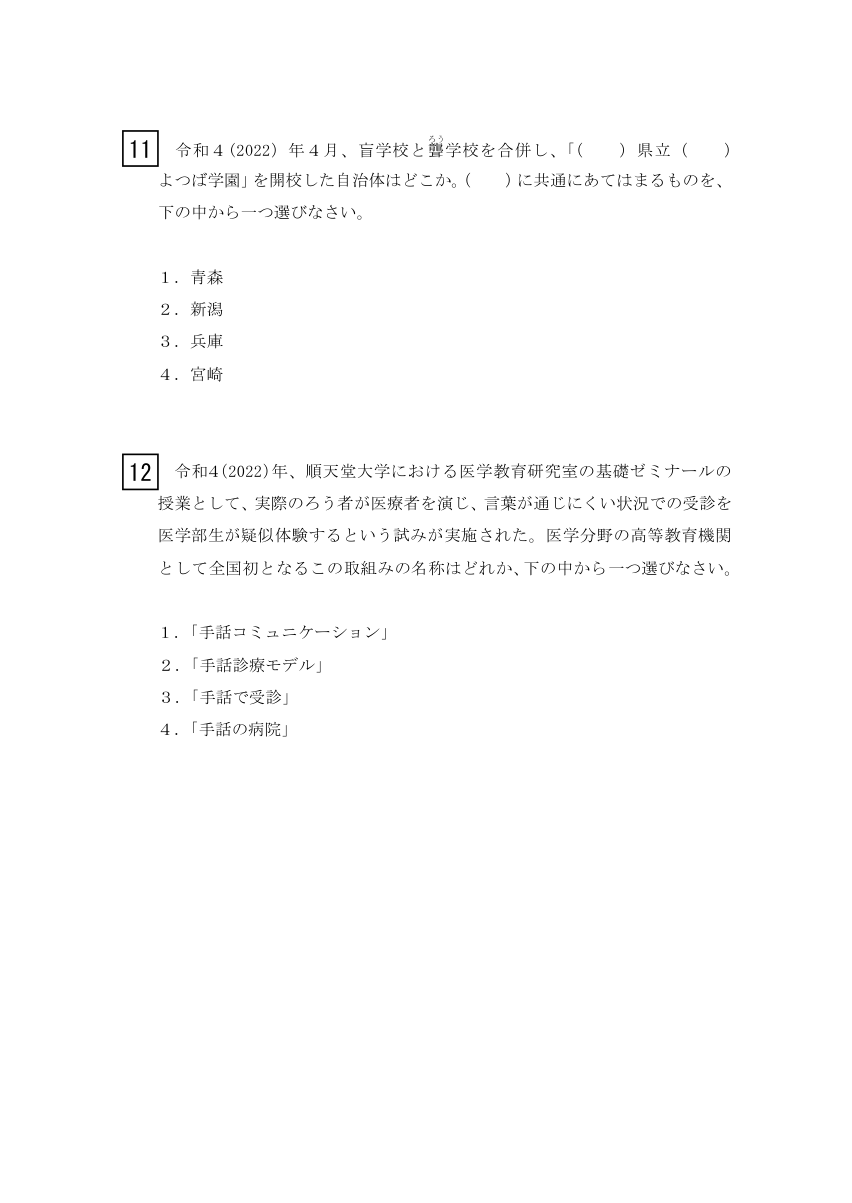 11 令和４(2022) 年４月、盲学校と聾学校を合併し、「(　　) 県立 (　　)
よつば学園」を開校した自治体はどこか。(　　) に共通にあてはまるものを、
下の中から一つ選びなさい。
１．青森
２．新潟
３．兵庫
４．宮崎
12 令和４(2022)年、順天堂大学における医学教育研究室の基礎ゼミナールの
授業として、実際のろう者が医療者を演じ、言葉が通じにくい状況での受診を
医学部生が疑似体験するという試みが実施された。医学分野の高等教育機関
として全国初となるこの取組みの名称はどれか、下の中から一つ選びなさい。
１．「手話コミュニケーション」
２．「手話診療モデル」
３．「手話で受診」
４．「手話の病院」